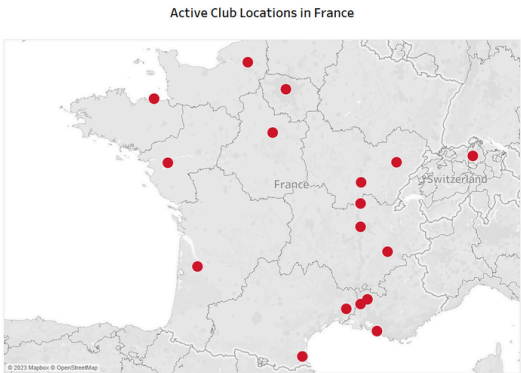 Active Club Locations in France
France
Switzerland
© 2023 Mapbox © OpenStreetMap